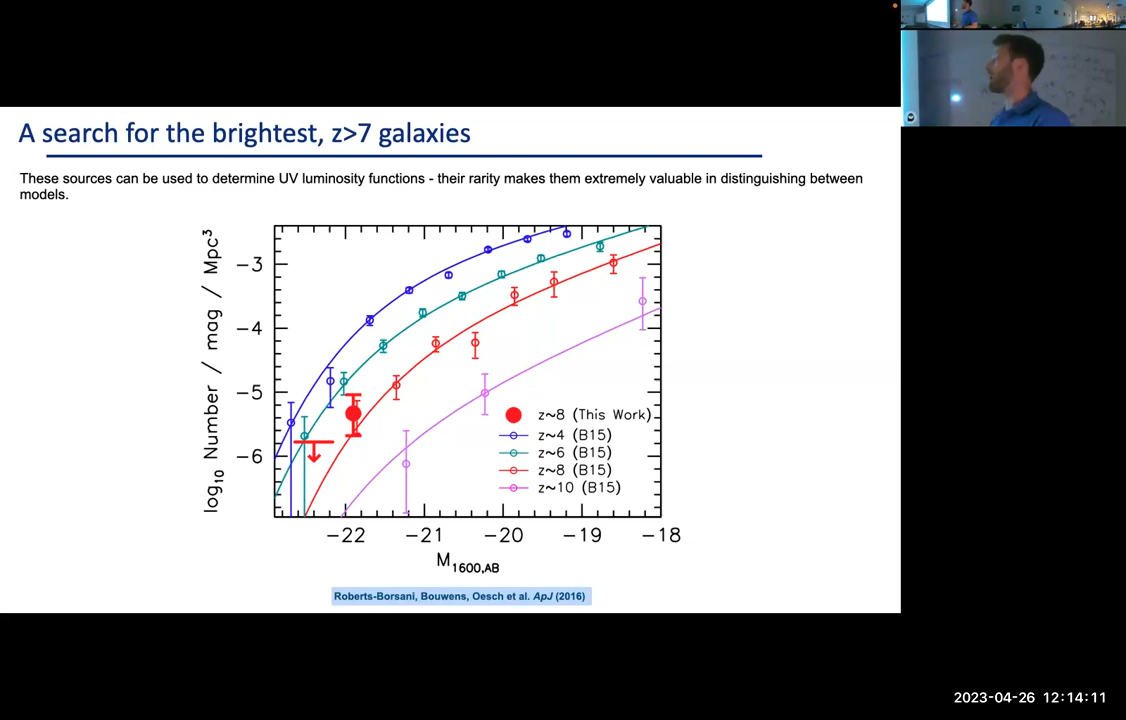 A search for the brightest, z>7 galaxies
These sources can be used to determine UV luminosity functions - their rarity makes them extremely valuable in distinguishing between
models.
log10 Number / mag / Mpc³
−3
−4
−5
−6
z~8 (This Work)
z~4 (B15)
z~6 (B15)
z~8 (B15)
z~10 (B15)
−22 −21 −20 −19 −18
M1600,AB
Roberts-Borsani, Bouwens, Oesch et al. ApJ (2016)
2023-04-26 12:14:11